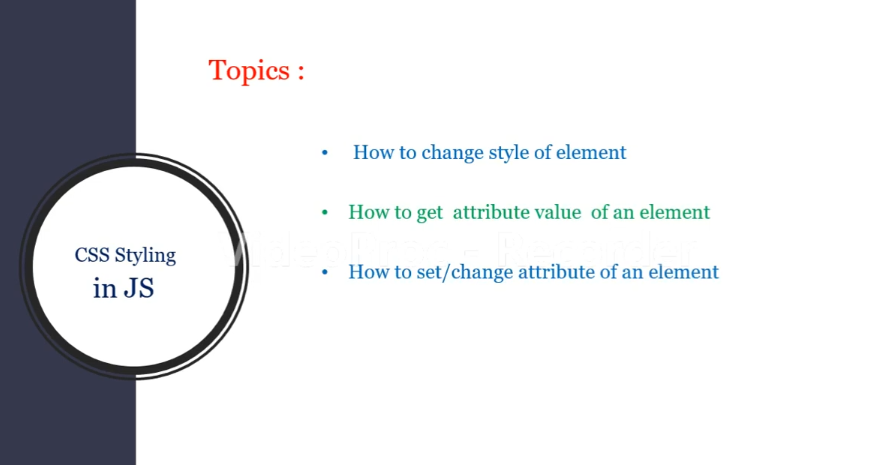 Topics :
• How to change style of element
• How to get attribute value of an element
• How to set/change attribute of an element
CSS Styling
in JS